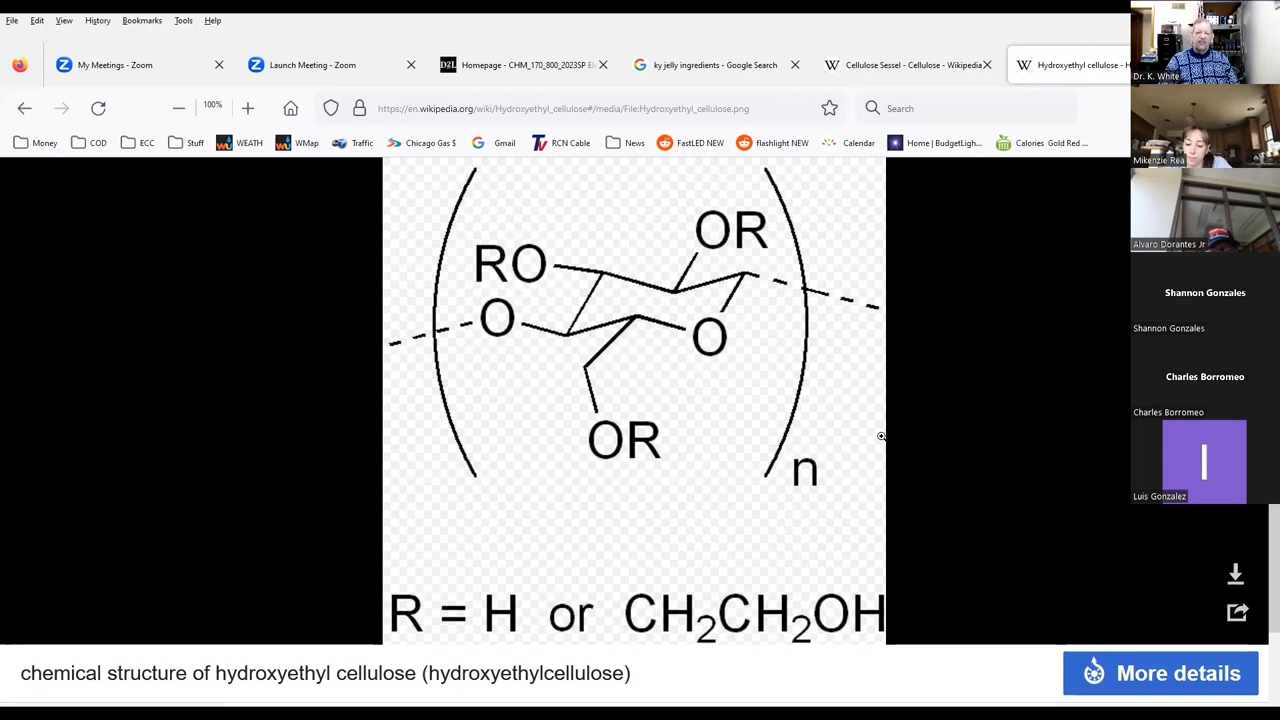 File Edit View History Bookmarks Tools Help
My Meetings - Zoom Launch Meeting - Zoom D2L Homepage - CHM_170_800_2023SP El ky jelly ingredients - Google Search Cellulose Sessel - Cellulose - Wikipedia Hydroxyethyl cellulose - H
100% https://en.wikipedia.org/wiki/Hydroxyethyl_cellulose#/media/File:Hydroxyethyl_cellulose.png Search
Money COD ECC Stuff WEATH WMap Traffic Chicago Gas $ Gmail RCN Cable News FastLED NEW flashlight NEW Calendar Home | BudgetLigh... Calories Gold Red ...
Dr. K. White
Mikenzie Rea
Alvaro Dorantes Jr
Shannon Gonzales
Shannon Gonzales
Charles Borromeo
Charles Borromeo
I
Luis Gonzalez
OR
RO
O
O
OR
n
R = H or CH₂CH₂OH
chemical structure of hydroxyethyl cellulose (hydroxyethylcellulose)
More details